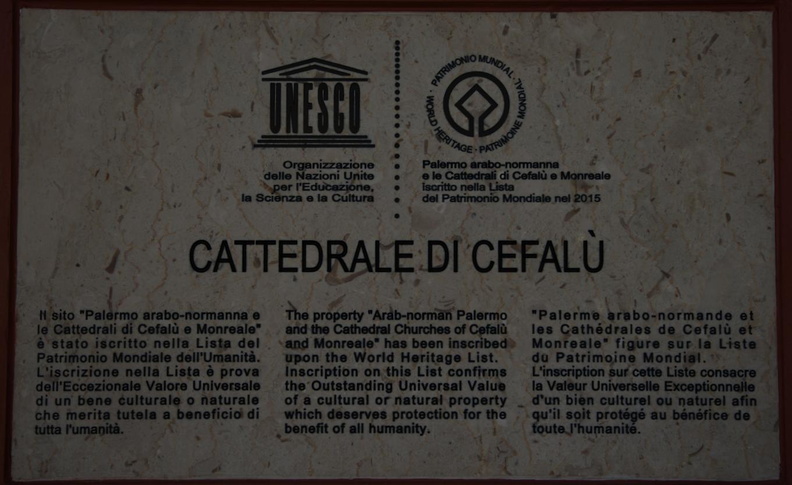 UNESCO
Organizzazione
delle Nazioni Unite
per l'Educazione,
la Scienza e la Cultura
PATRIMONIO MUNDIAL · WORLD HERITAGE · PATRIMOINE MONDIAL ·
Palermo arabo-normanna
e le Cattedrali di Cefalù e Monreale
iscritto nella Lista
del Patrimonio Mondiale nel 2015
CATTEDRALE DI CEFALÙ
Il sito "Palermo arabo-normanna e
le Cattedrali di Cefalù e Monreale"
è stato iscritto nella Lista del
Patrimonio Mondiale dell'Umanità.
L'iscrizione nella Lista è prova
dell'Eccezionale Valore Universale
di un bene culturale o naturale
che merita tutela a beneficio di
tutta l'umanità.
The property "Arab-norman Palermo
and the Cathedral Churches of Cefalù
and Monreale" has been inscribed
upon the World Heritage List.
Inscription on this List confirms
the Outstanding Universal Value
of a cultural or natural property
which deserves protection for the
benefit of all humanity.
"Palerme arabo-normande et
les Cathédrales de Cefalù et
Monreale" figure sur la Liste
du Patrimoine Mondial.
L'inscription sur cette Liste consacre
la Valeur Universelle Exceptionnelle
d'un bien culturel ou naturel afin
qu'il soit protégé au bénéfice de
toute l'humanité.